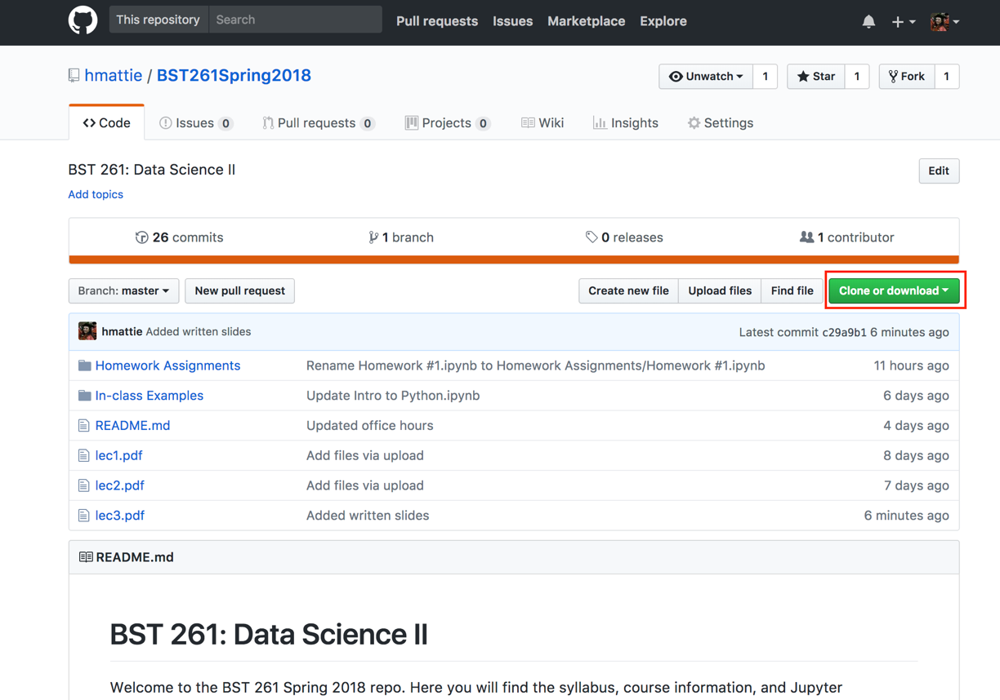 This repository Search Pull requests Issues Marketplace Explore
hmattie / BST261Spring2018 Unwatch 1 Star 1 Fork 1
Code Issues 0 Pull requests 0 Projects 0 Wiki Insights Settings
BST 261: Data Science II Edit
Add topics
26 commits 1 branch 0 releases 1 contributor
Branch: master New pull request Create new file Upload files Find file Clone or download
hmattie Added written slides Latest commit c29a9b1 6 minutes ago
Homework Assignments Rename Homework #1.ipynb to Homework Assignments/Homework #1.ipynb 11 hours ago
In-class Examples Update Intro to Python.ipynb 6 days ago
README.md Updated office hours 4 days ago
lec1.pdf Add files via upload 8 days ago
lec2.pdf Add files via upload 7 days ago
lec3.pdf Added written slides 6 minutes ago
README.md
BST 261: Data Science II
Welcome to the BST 261 Spring 2018 repo. Here you will find the syllabus, course information, and Jupyter